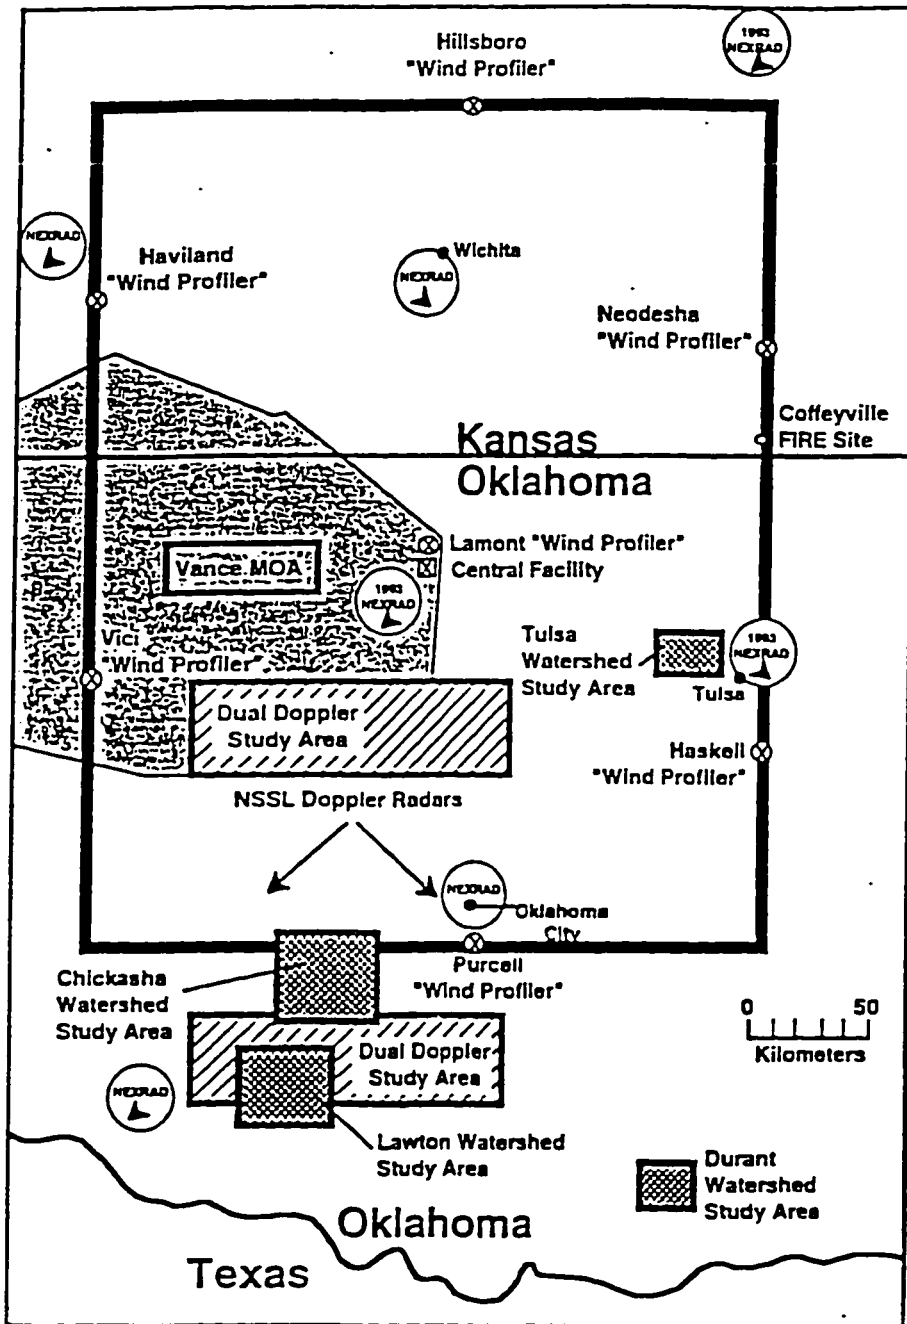 Hillsboro
"Wind Profiler"
1993
NEXRAD
NEXRAD
Haviland
"Wind Profiler"
Wichita
NEXRAD
Neodesha
"Wind Profiler"
Coffeyville
FIRE Site
Kansas
Oklahoma
Lamont "Wind Profiler"
Central Facility
Vance MOA
1993
NEXRAD
Vici
"Wind Profiler"
Tulsa
Watershed
Study Area
1993
NEXRAD
Tulsa
Dual Doppler
Study Area
Haskell
"Wind Profiler"
NSSL Doppler Radars
NEXRAD
Oklahoma
City
Purcell
"Wind Profiler"
Chickasha
Watershed
Study Area
0 50
Kilometers
Dual Doppler
Study Area
NEXRAD
Lawton Watershed
Study Area
Durant
Watershed
Study Area
Oklahoma
Texas